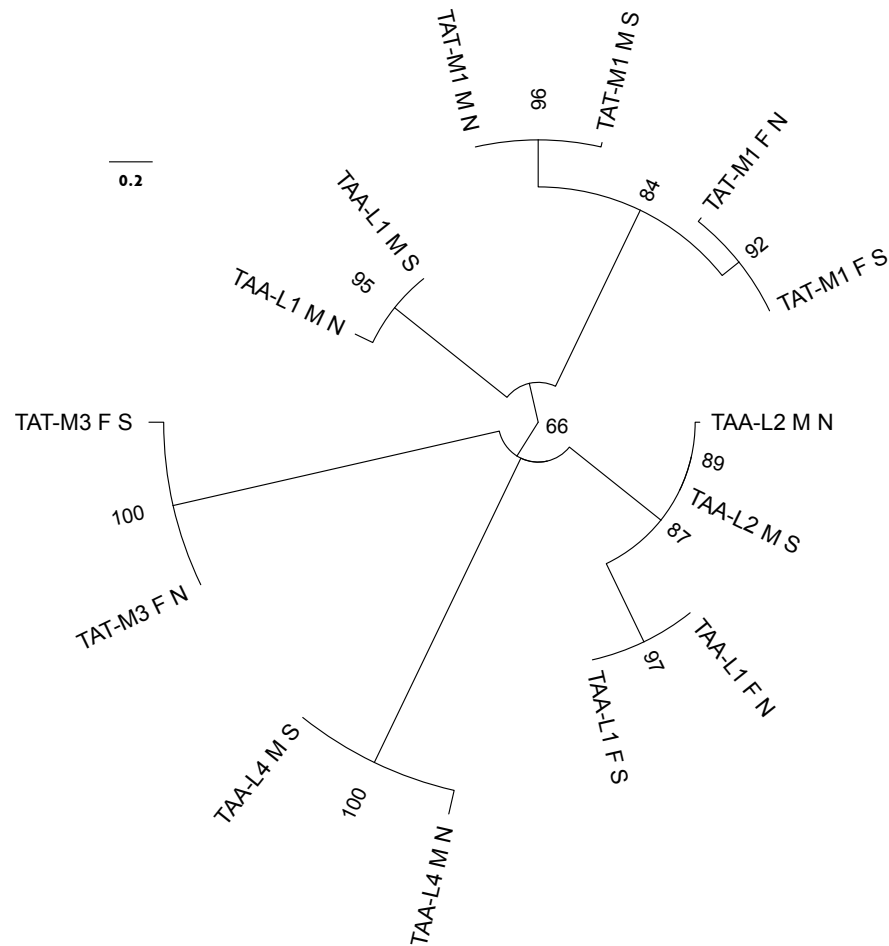 TAT-M1 M N
96
TAT-M1 M S
TAT-M1 F N
0.2
84
92
TAA-L1 M S
TAT-M1 F S
95
TAA-L1 M N
TAT-M3 F S
66
TAA-L2 M N
89
TAA-L2 M S
100
87
TAT-M3 F N
97
TAA-L1 F N
TAA-L1 F S
TAA-L4 M S
100
TAA-L4 M N